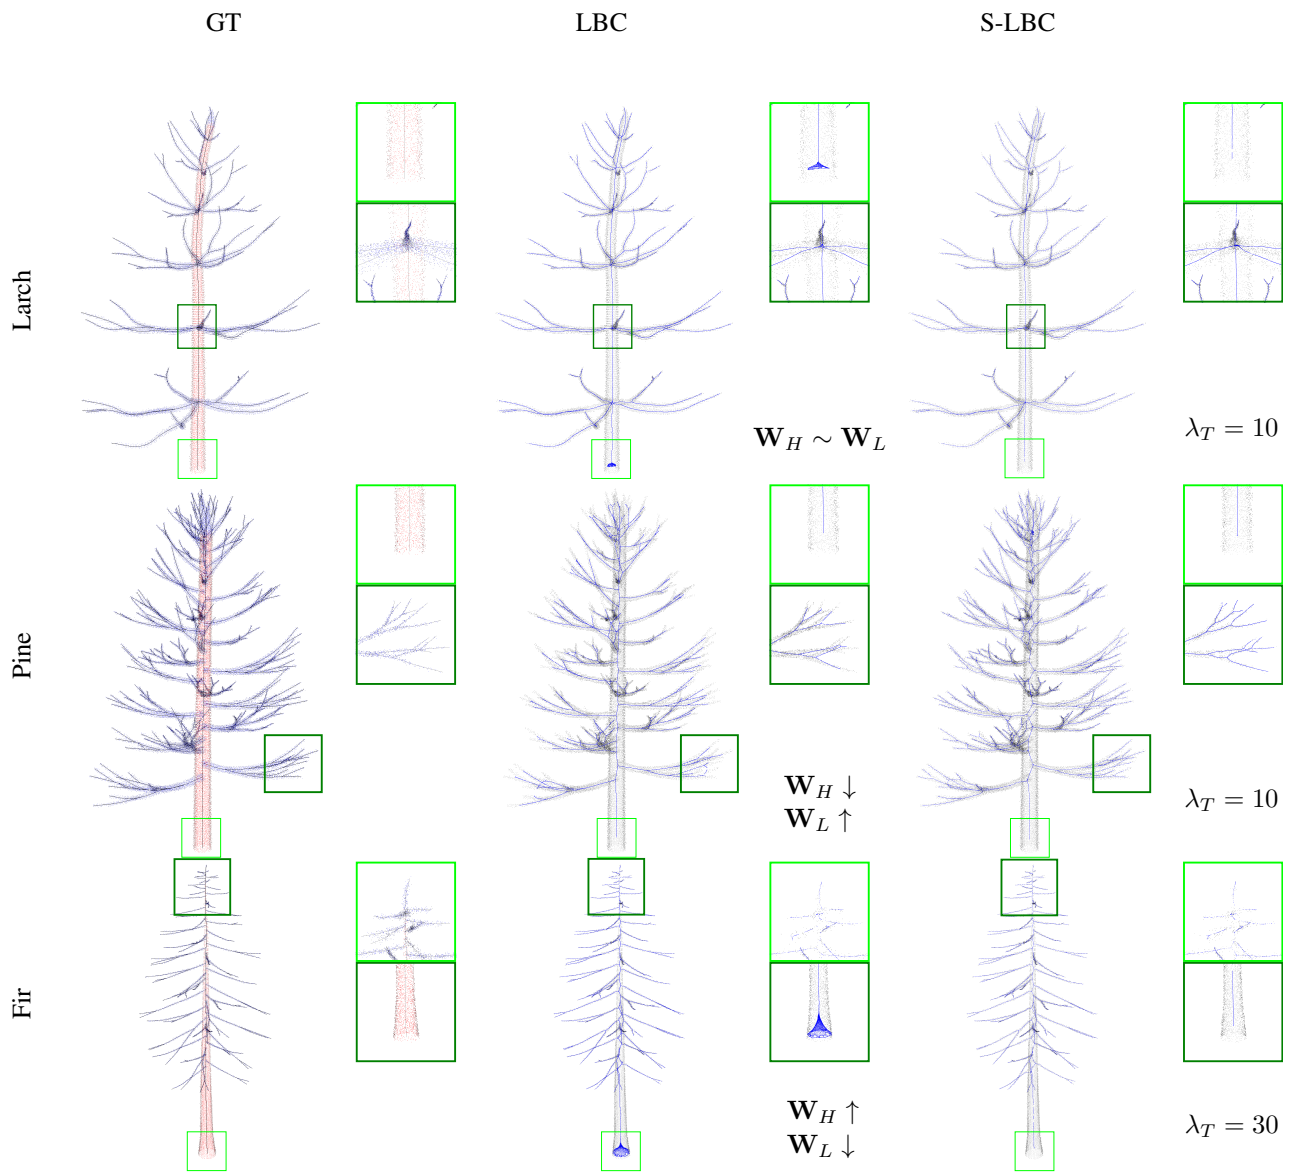 GT LBC S-LBC
Larch
W_H ∼ W_L
λ_T = 10
Pine
W_H ↓
W_L ↑
λ_T = 10
Fir
W_H ↑
W_L ↓
λ_T = 30